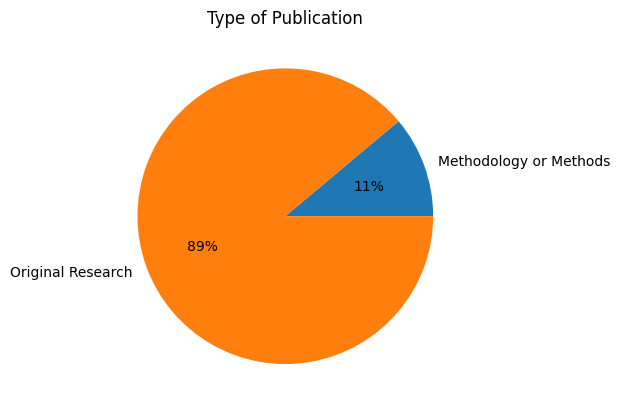 Type of Publication
Methodology or Methods
11%
89%
Original Research